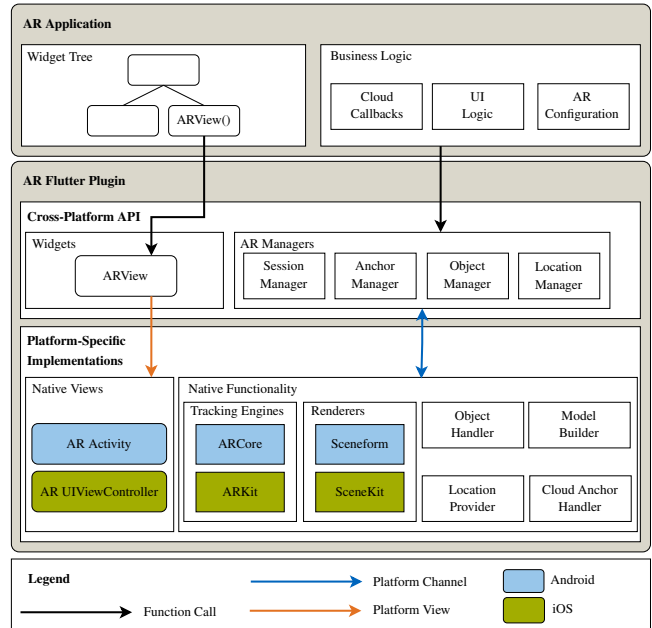 AR Application
Widget Tree
ARView()
Business Logic
Cloud
Callbacks
UI
Logic
AR
Configuration
AR Flutter Plugin
Cross-Platform API
Widgets
ARView
AR Managers
Session
Manager
Anchor
Manager
Object
Manager
Location
Manager
Platform-Specific
Implementations
Native Views
AR Activity
AR UIViewController
Native Functionality
Tracking Engines
ARCore
ARKit
Renderers
Sceneform
SceneKit
Object
Handler
Model
Builder
Location
Provider
Cloud Anchor
Handler
Legend
Function Call
Platform Channel
Platform View
Android
iOS